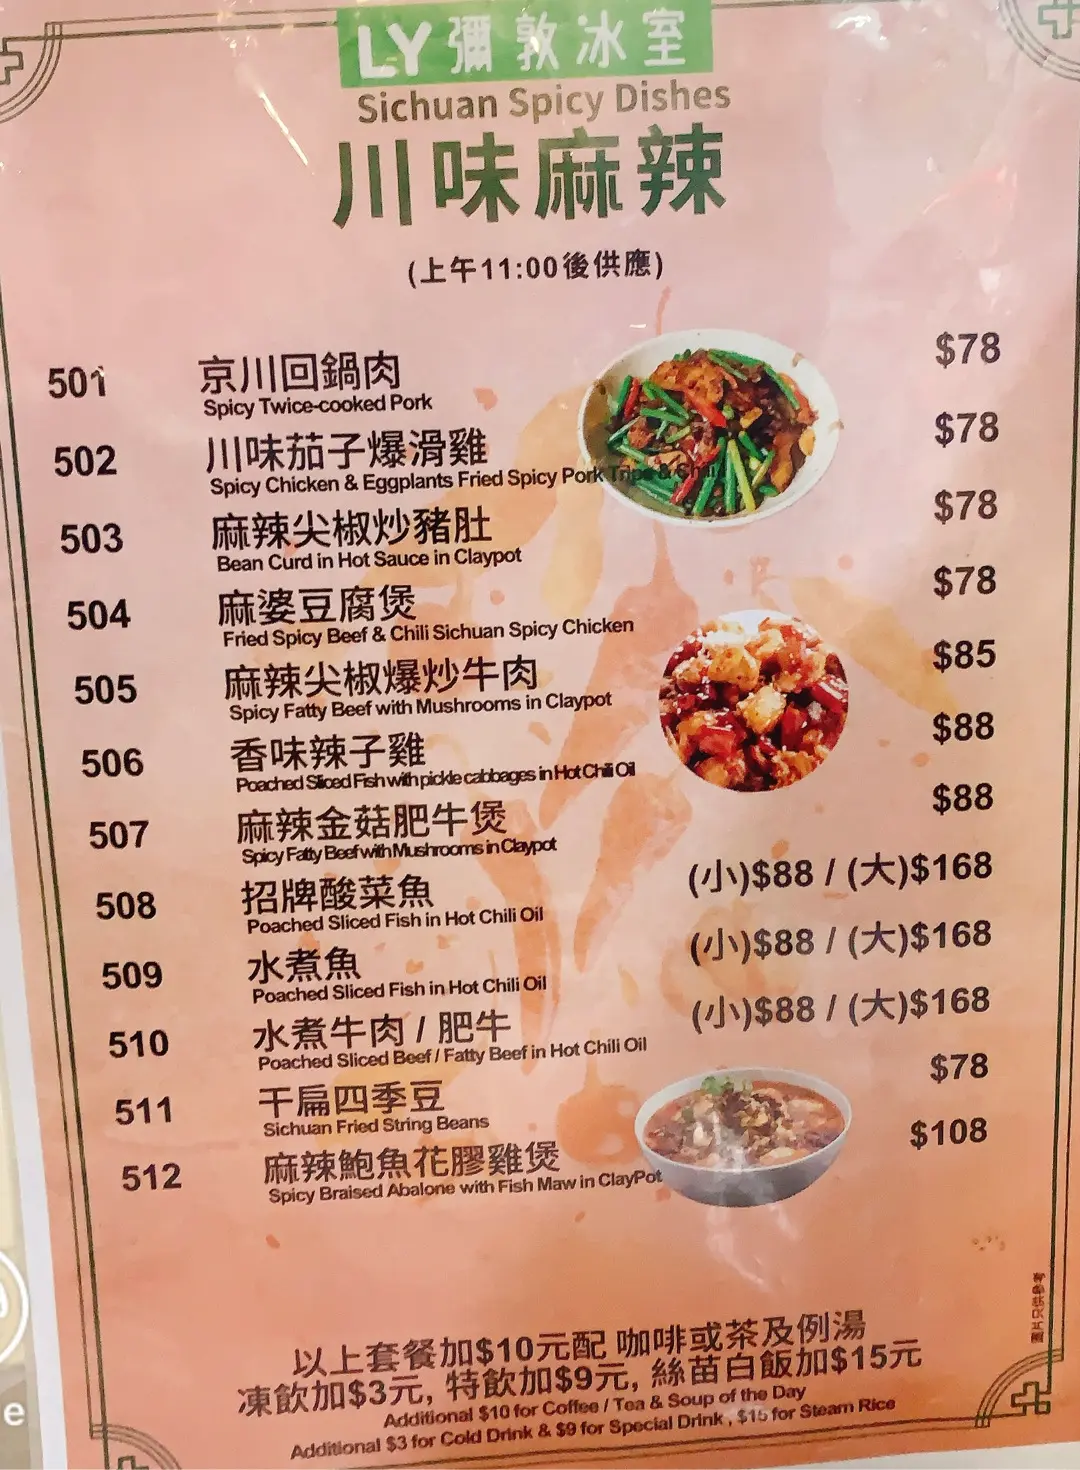 LY 彌敦冰室
Sichuan Spicy Dishes
川味麻辣
(上午11:00後供應)
501 京川回鍋肉 $78
Spicy Twice-cooked Pork
502 川味茄子爆滑雞 $78
Spicy Chicken & Eggplants Fried Spicy Pork Tripe &
503 麻辣尖椒炒豬肚 $78
Bean Curd in Hot Sauce in Claypot
504 麻婆豆腐煲 $78
Fried Spicy Beef & Chili Sichuan Spicy Chicken
505 麻辣尖椒爆炒牛肉 $85
Spicy Fatty Beef with Mushrooms in Claypot
506 香味辣子雞 $88
Poached Sliced Fish with pickle cabbages in Hot Chili Oil
507 麻辣金菇肥牛煲 $88
Spicy Fatty Beef with Mushrooms in Claypot
508 招牌酸菜魚 (小)$88 / (大)$168
Poached Sliced Fish in Hot Chili Oil
509 水煮魚 (小)$88 / (大)$168
Poached Sliced Fish in Hot Chili Oil
510 水煮牛肉 / 肥牛 (小)$88 / (大)$168
Poached Sliced Beef / Fatty Beef in Hot Chili Oil
511 干扁四季豆 $78
Sichuan Fried String Beans
512 麻辣鮑魚花膠雞煲 $108
Spicy Braised Abalone with Fish Maw in ClayPot
圖片只供參考
以上套餐加$10元配 咖啡或茶及例湯
凍飲加$3元, 特飲加$9元, 絲苗白飯加$15元
Additional $10 for Coffee / Tea & Soup of the Day
Additional $3 for Cold Drink & $9 for Special Drink , $15 for Steam Rice
e